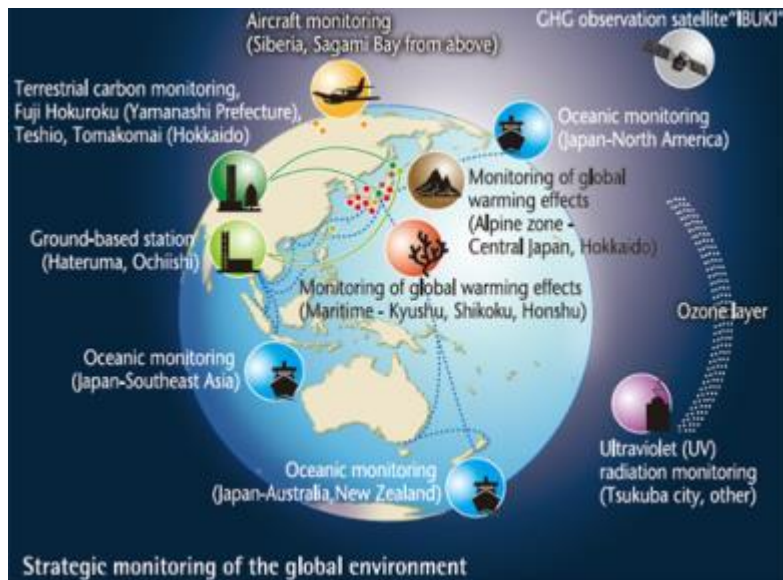 Aircraft monitoring
(Siberia, Sagami Bay from above)
GHG observation satellite"IBUKI"
Terrestrial carbon monitoring,
Fuji Hokuroku (Yamanashi Prefecture),
Teshio, Tomakomai (Hokkaido)
Oceanic monitoring
(Japan-North America)
Monitoring of global
warming effects
(Alpine zone -
Central Japan, Hokkaido)
Ground-based station
(Hateruma, Ochiishi)
Monitoring of global warming effects
(Maritime - Kyushu, Shikoku, Honshu)
Ozone layer
Oceanic monitoring
(Japan-Southeast Asia)
Ultraviolet (UV)
radiation monitoring
(Tsukuba city, other)
Oceanic monitoring
(Japan-Australia, New Zealand)
Strategic monitoring of the global environment